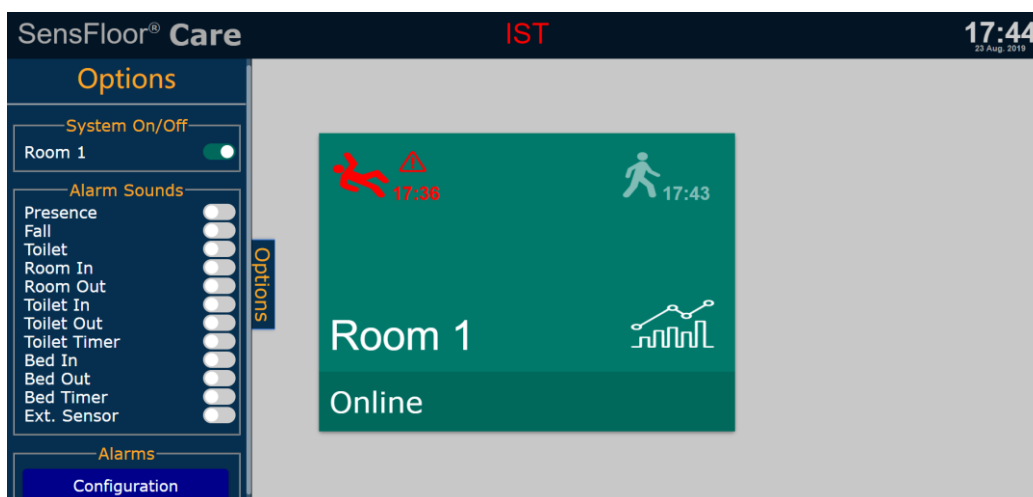 SensFloor® Care
IST
17:44
23 Aug. 2019
Options
System On/Off
Room 1
Alarm Sounds
Presence
Fall
Toilet
Room In
Room Out
Toilet In
Toilet Out
Toilet Timer
Bed In
Bed Out
Bed Timer
Ext. Sensor
Alarms
Configuration
Options
17:36
17:43
Room 1
Online